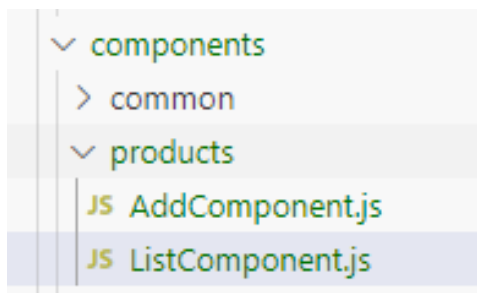 components
common
products
JS AddComponent.js
JS ListComponent.js